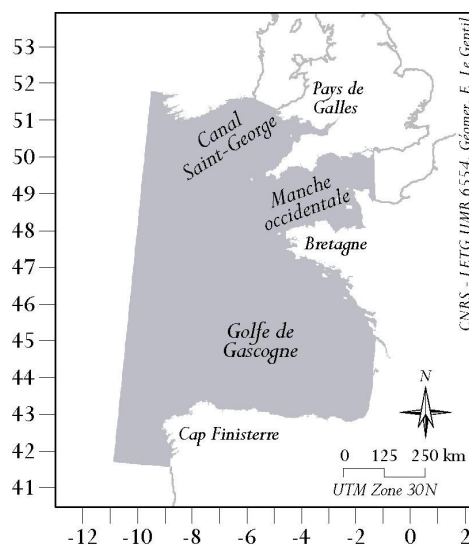 53
52
51
50
49
48
47
46
45
44
43
42
41
-12
-10
-8
-6
-4
-2
0
2
Pays de
Galles
Canal
Saint-George
Manche
occidentale
Bretagne
Golfe de
Gascogne
Cap Finisterre
N
0 125 250 km
UTM Zone 30N
CNRS - LETG UMR 6554, Géomer, E. Le Gentil